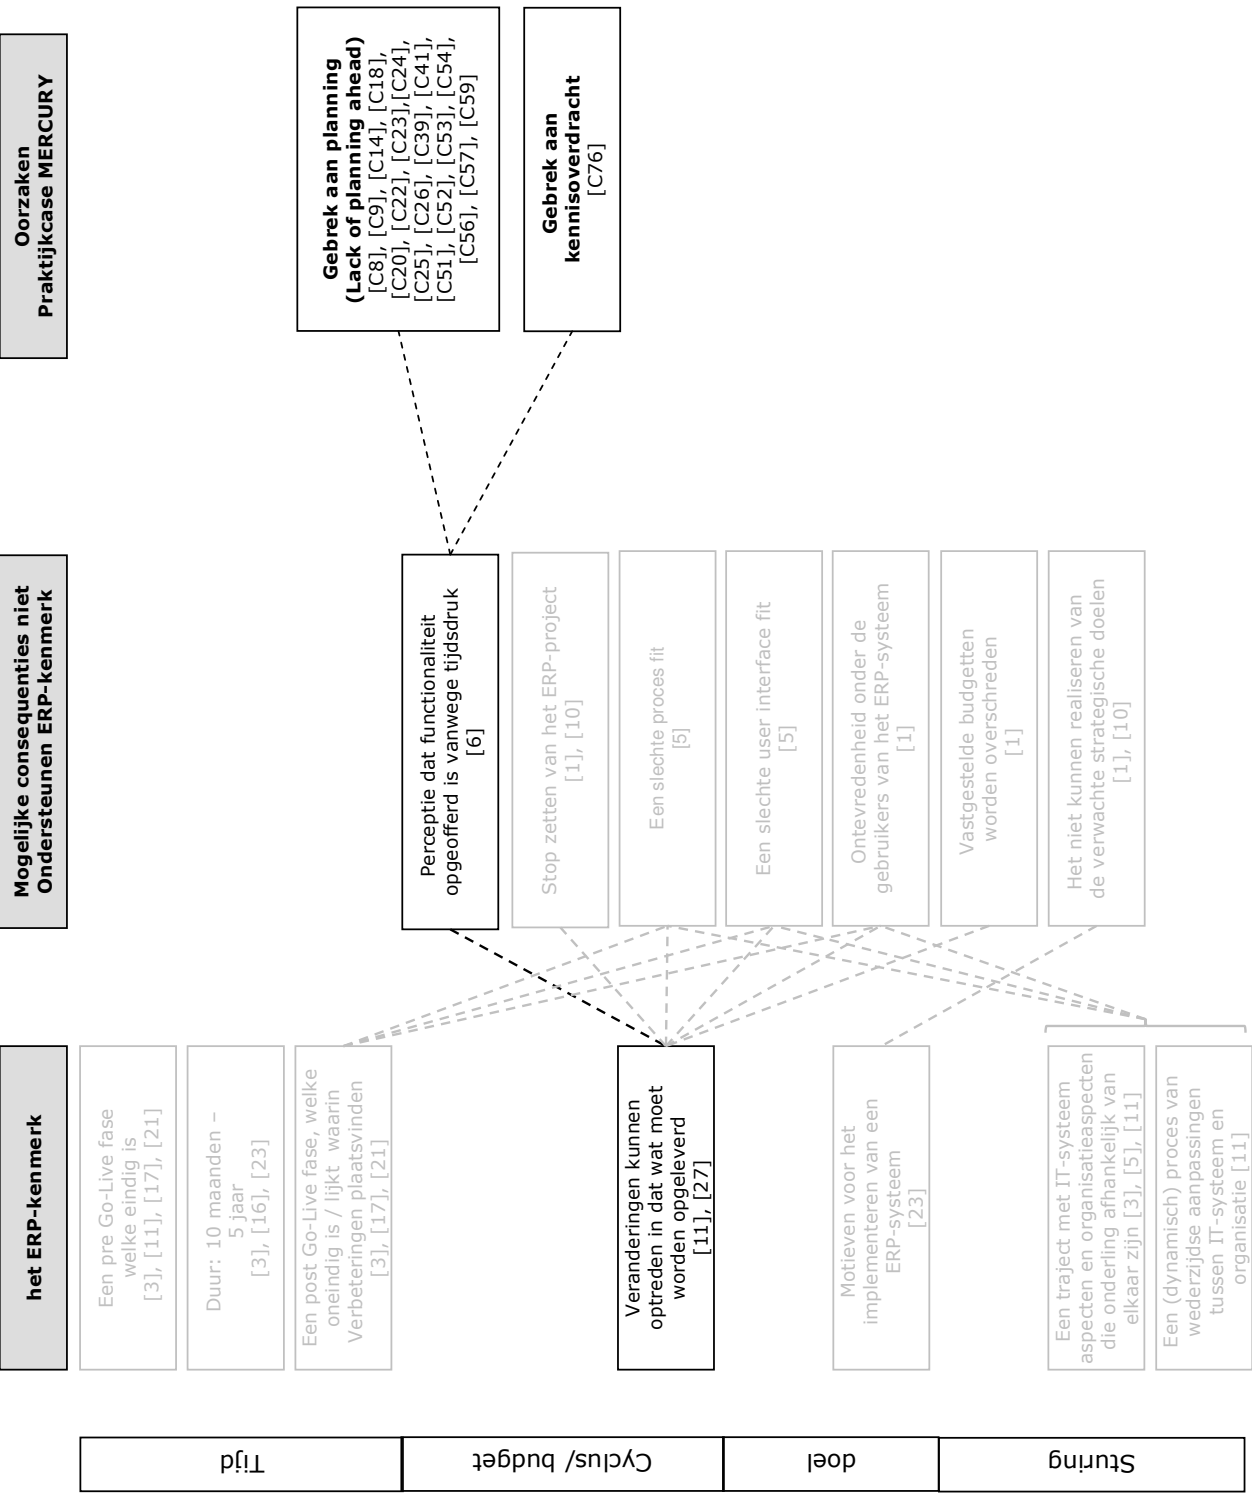 het ERP-kenmerk
Mogelijke consequenties niet
Ondersteunen ERP-kenmerk
Oorzaken
Praktijkcase MERCURY
Tijd
Een pre Go-Live fase
welke eindig is
[3], [11], [17], [21]
Duur: 10 maanden –
5 jaar
[3], [16], [23]
Een post Go-Live fase, welke
oneindig is / lijkt waarin
Verbeteringen plaatsvinden
[3], [17], [21]
Cyclus/ budget
Veranderingen kunnen
optreden in dat wat moet
worden opgeleverd
[11], [27]
doel
Motieven voor het
implementeren van een
ERP-systeem
[23]
Sturing
Een traject met IT-systeem
aspecten en organisatieaspecten
die onderling afhankelijk van
elkaar zijn [3], [5], [11]
Een (dynamisch) proces van
wederzijdse aanpassingen
tussen IT-systeem en
organisatie [11]
Perceptie dat functionaliteit
opgeofferd is vanwege tijdsdruk
[6]
Stop zetten van het ERP-project
[1], [10]
Een slechte proces fit
[5]
Een slechte user interface fit
[5]
Ontevredenheid onder de
gebruikers van het ERP-systeem
[1]
Vastgestelde budgetten
worden overschreden
[1]
Het niet kunnen realiseren van
de verwachte strategische doelen
[1], [10]
Gebrek aan planning
(Lack of planning ahead)
[C8], [C9], [C14], [C18],
[C20], [C22], [C23],[C24],
[C25], [C26], [C39], [C41],
[C51], [C52], [C53], [C54],
[C56], [C57], [C59]
Gebrek aan
kennisoverdracht
[C76]